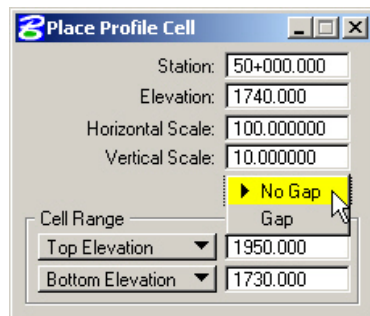 Place Profile Cell
Station: 50+000.000
Elevation: 1740.000
Horizontal Scale: 100.000000
Vertical Scale: 10.000000
No Gap
Gap
Cell Range
Top Elevation 1950.000
Bottom Elevation 1730.000